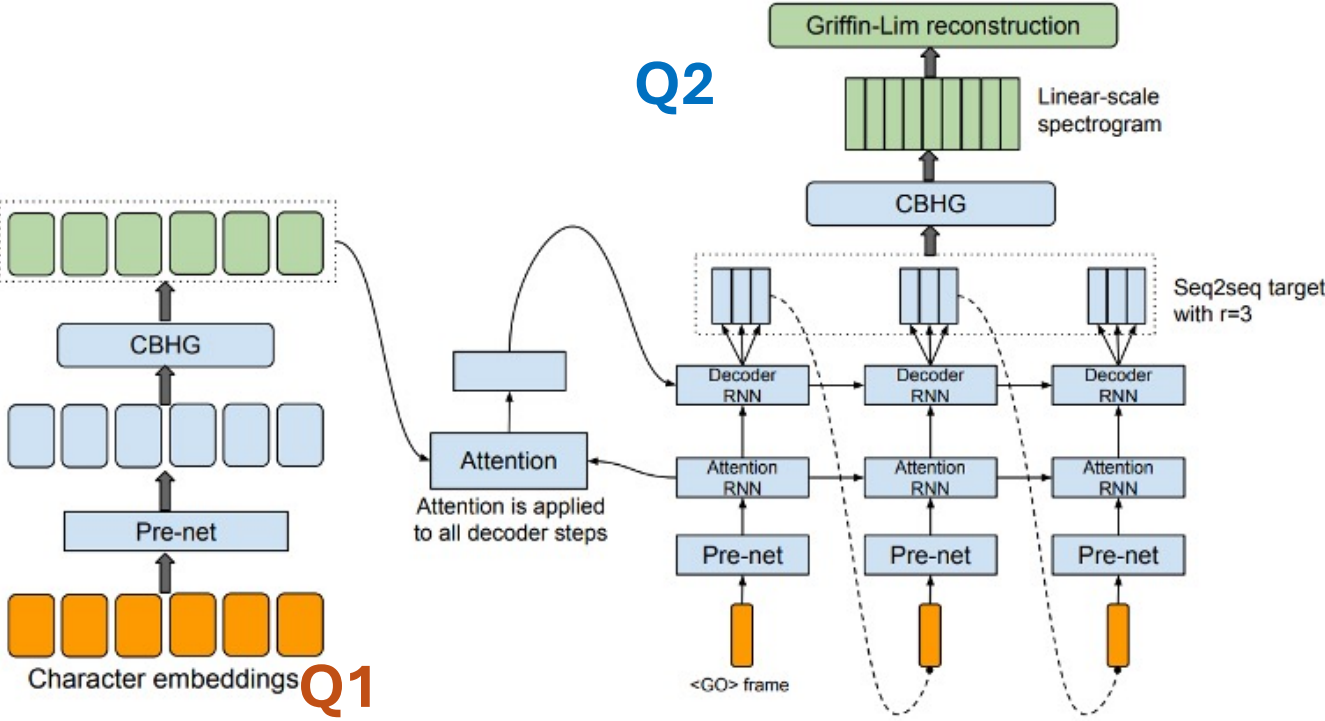 Griffin-Lim reconstruction
Q2
Linear-scale
spectrogram
CBHG
Seq2seq target
with r=3
CBHG
Decoder
RNN
Decoder
RNN
Decoder
RNN
Attention
Attention
RNN
Attention
RNN
Attention
RNN
Attention is applied
to all decoder steps
Pre-net
Pre-net
Pre-net
Pre-net
Character embeddings
Q1
<GO> frame